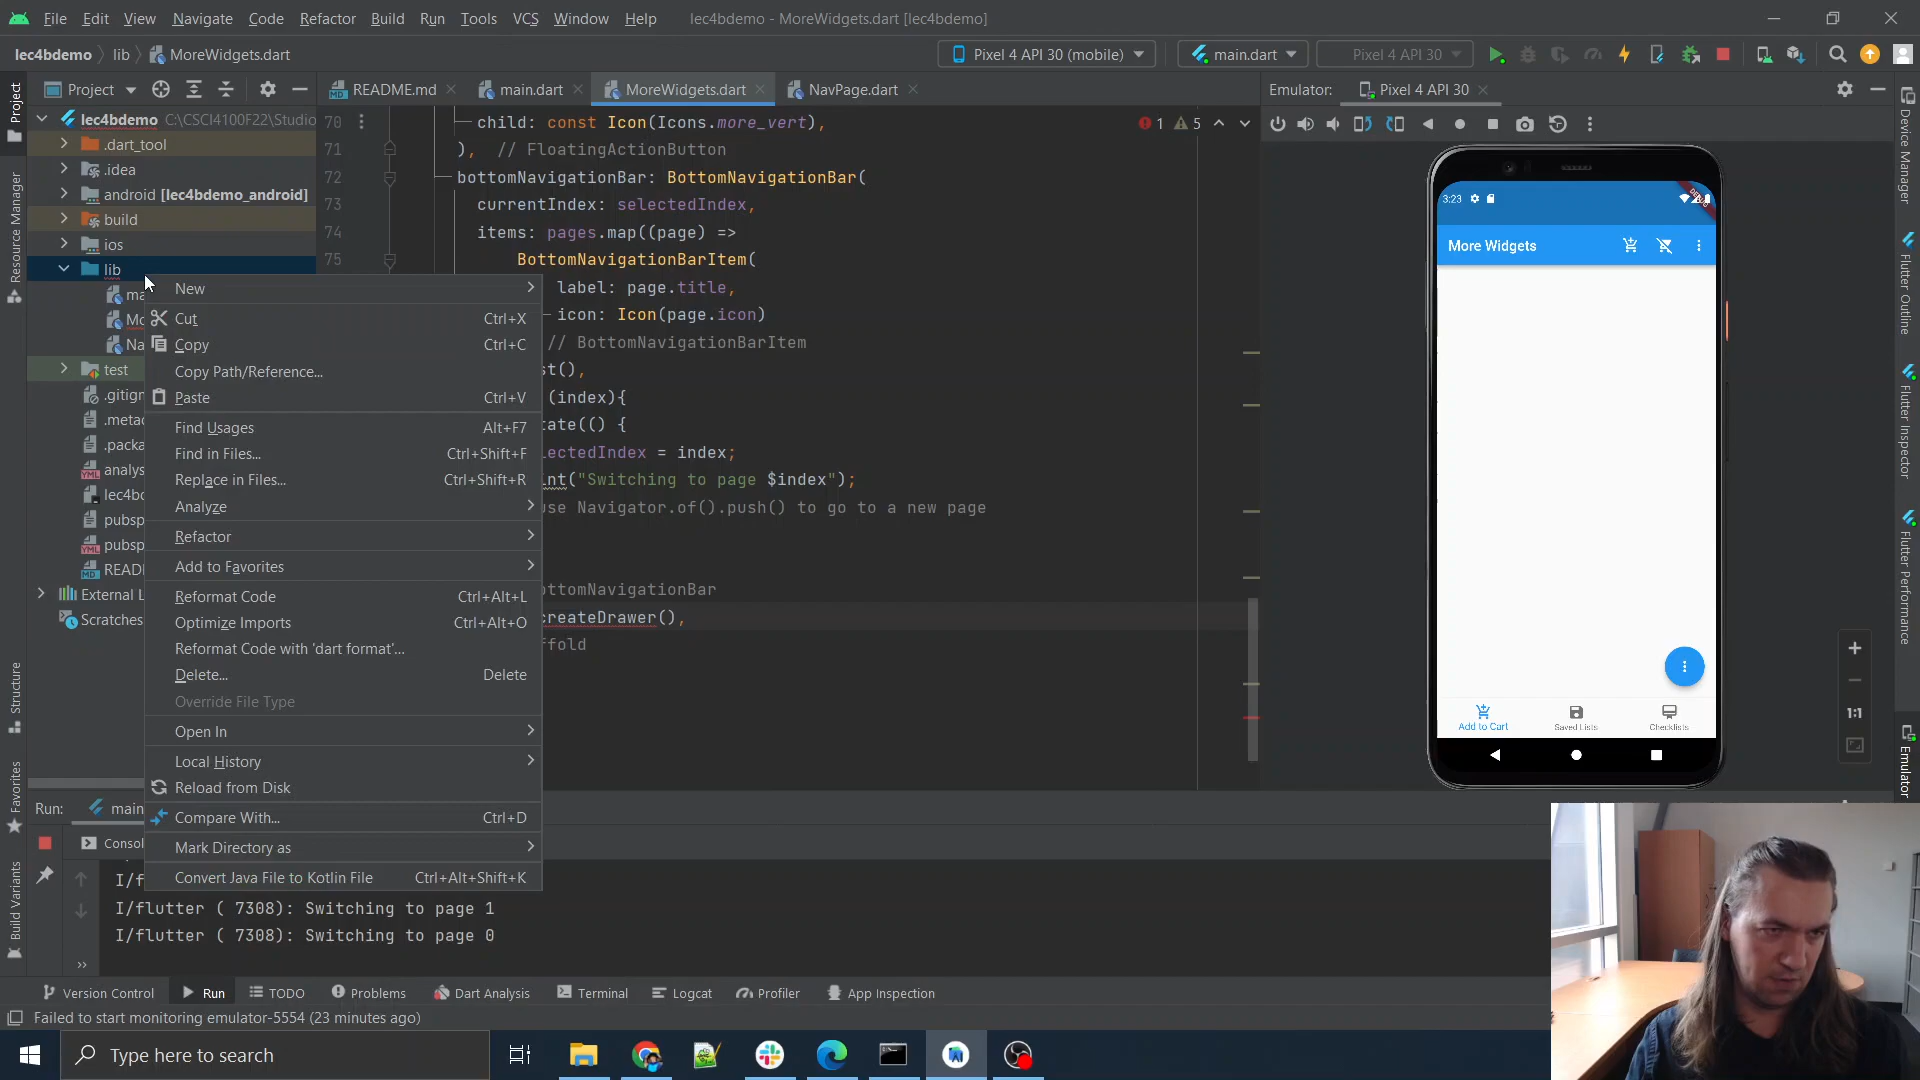 File Edit View Navigate Code Refactor Build Run Tools VCS Window Help lec4bdemo - MoreWidgets.dart [lec4bdemo]
lec4bdemo lib MoreWidgets.dart Pixel 4 API 30 (mobile) main.dart Pixel 4 API 30
Project README.md main.dart MoreWidgets.dart NavPage.dart Emulator: Pixel 4 API 30
lec4bdemo C:\CSCI4100F22\Studio
.dart_tool
.idea
android [lec4bdemo_android]
build
ios
lib
ma
Mo
Na
test
.gitign
.meta
.packa
analys
lec4bd
pubsp
pubsp
READ
External L
Scratches
New
Cut Ctrl+X
Copy Ctrl+C
Copy Path/Reference...
Paste Ctrl+V
Find Usages Alt+F7
Find in Files... Ctrl+Shift+F
Replace in Files... Ctrl+Shift+R
Analyze
Refactor
Add to Favorites
Reformat Code Ctrl+Alt+L
Optimize Imports Ctrl+Alt+O
Reformat Code with 'dart format'...
Delete... Delete
Override File Type
Open In
Local History
Reload from Disk
Compare With... Ctrl+D
Mark Directory as
Convert Java File to Kotlin File Ctrl+Alt+Shift+K
70 child: const Icon(Icons.more_vert), 1 5
71 ), // FloatingActionButton
72 bottomNavigationBar: BottomNavigationBar(
73 currentIndex: selectedIndex,
74 items: pages.map((page) =>
75 BottomNavigationBarItem(
label: page.title,
icon: Icon(page.icon)
// BottomNavigationBarItem
st(),
(index){
tate(() {
lectedIndex = index;
int("Switching to page $index");
use Navigator.of().push() to go to a new page
ottomNavigationBar
createDrawer(),
ffold
3:23
DEBUG
More Widgets
Add to Cart Saved Lists Checklists
1:1
Project
Resource Manager
Structure
Favorites
Build Variants
Device Manager
Flutter Outline
Flutter Inspector
Flutter Performance
Emulator
Run: main
Consol
I/f
I/flutter ( 7308): Switching to page 1
I/flutter ( 7308): Switching to page 0
Version Control Run TODO Problems Dart Analysis Terminal Logcat Profiler App Inspection
Failed to start monitoring emulator-5554 (23 minutes ago)
Type here to search